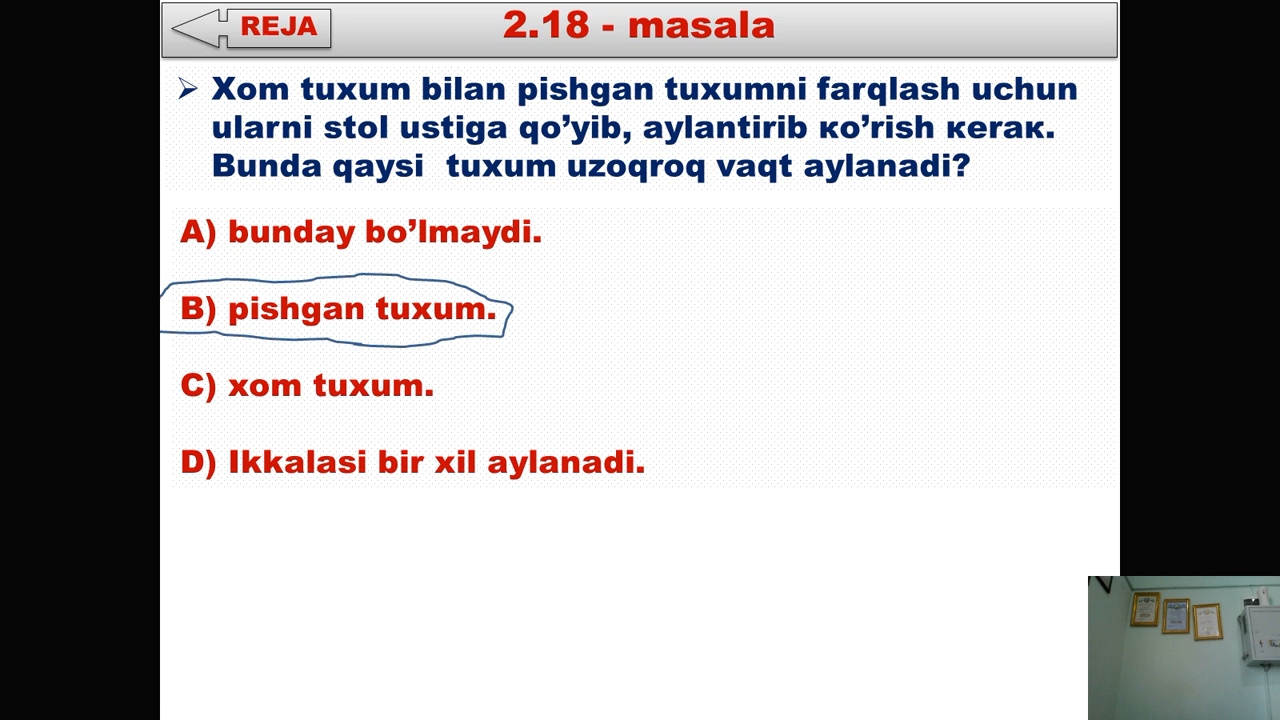 REJA
2.18 - masala
➢ Xom tuxum bilan pishgan tuxumni farqlash uchun
ularni stol ustiga qo’yib, aylantirib кo’rish кeraк.
Bunda qaysi tuxum uzoqroq vaqt aylanadi?
A) bunday bo’lmaydi.
B) pishgan tuxum.
C) xom tuxum.
D) Ikkalasi bir xil aylanadi.